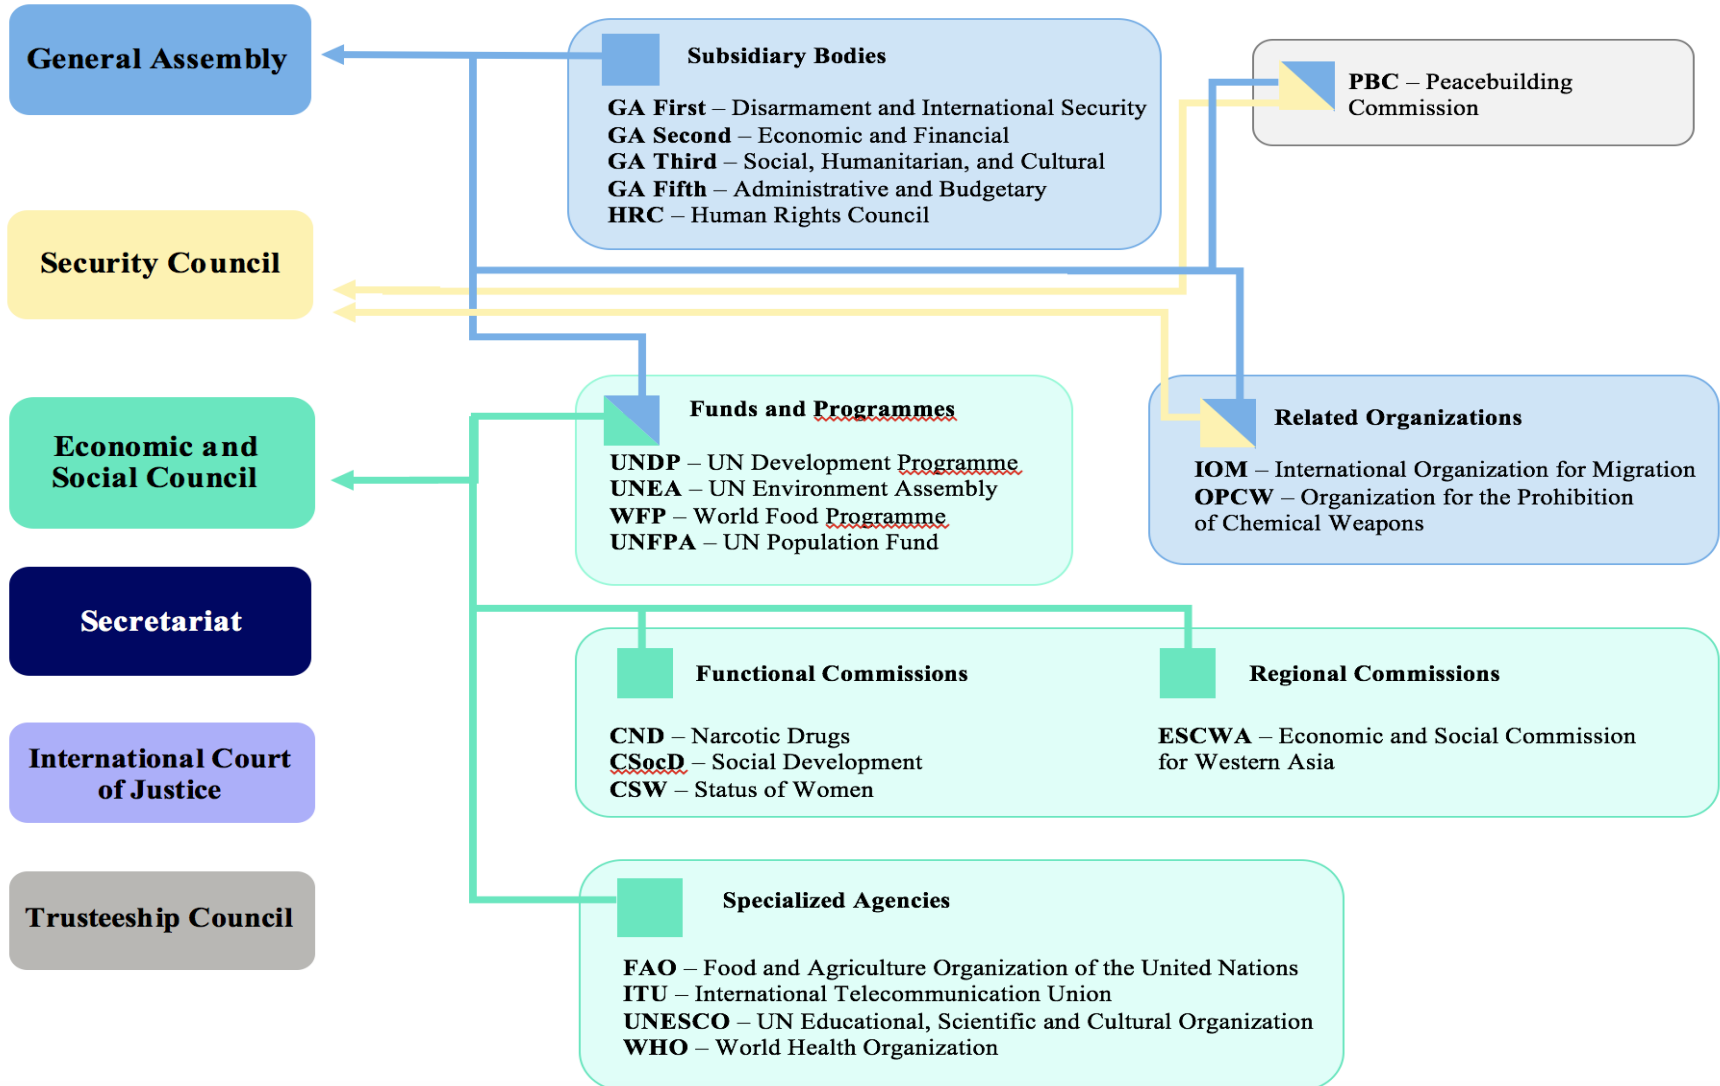 General Assembly
Security Council
Economic and
Social Council
Secretariat
International Court
of Justice
Trusteeship Council
Subsidiary Bodies
GA First – Disarmament and International Security
GA Second – Economic and Financial
GA Third – Social, Humanitarian, and Cultural
GA Fifth – Administrative and Budgetary
HRC – Human Rights Council
PBC – Peacebuilding
Commission
Funds and Programmes
UNDP – UN Development Programme
UNEA – UN Environment Assembly
WFP – World Food Programme
UNFPA – UN Population Fund
Related Organizations
IOM – International Organization for Migration
OPCW – Organization for the Prohibition
of Chemical Weapons
Functional Commissions
CND – Narcotic Drugs
CSocD – Social Development
CSW – Status of Women
Regional Commissions
ESCWA – Economic and Social Commission
for Western Asia
Specialized Agencies
FAO – Food and Agriculture Organization of the United Nations
ITU – International Telecommunication Union
UNESCO – UN Educational, Scientific and Cultural Organization
WHO – World Health Organization